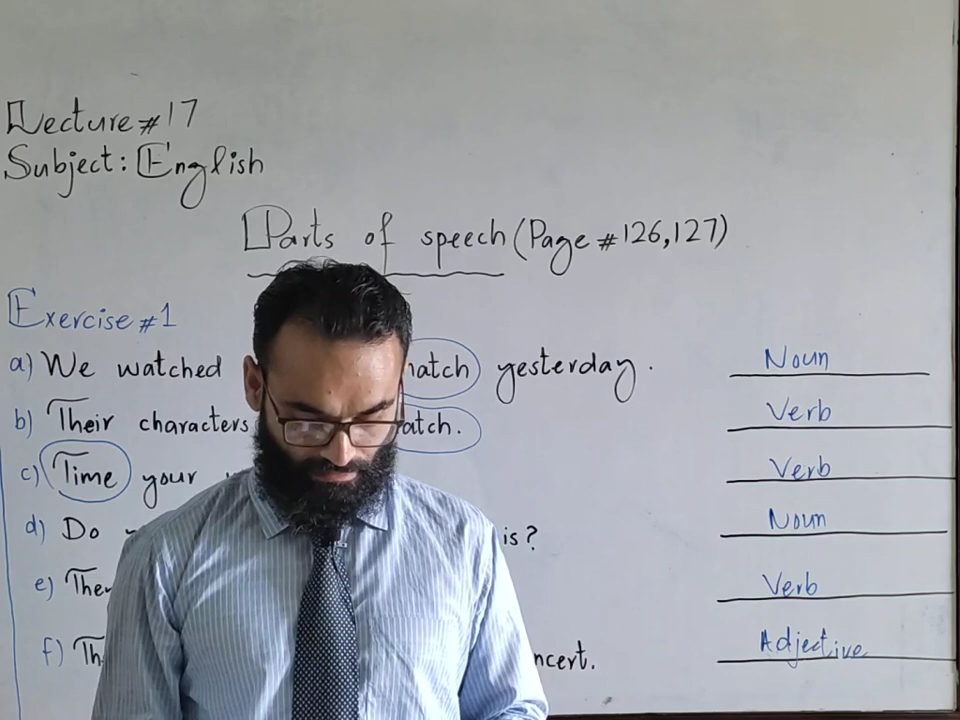 Lecture #17
Subject: English
Parts of speech (Page #126,127)
Exercise #1
a) We watched atch yesterday. Noun
b) Their characters atch. Verb
c) Time your Verb
d) Do is? Noun
e) Verb
f) ncert. Adjective